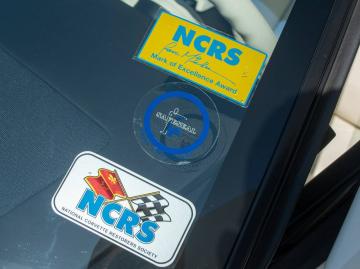 NCRS
Mark of Excellence Award
NCRS
NATIONAL CORVETTE RESTORERS SOCIETY